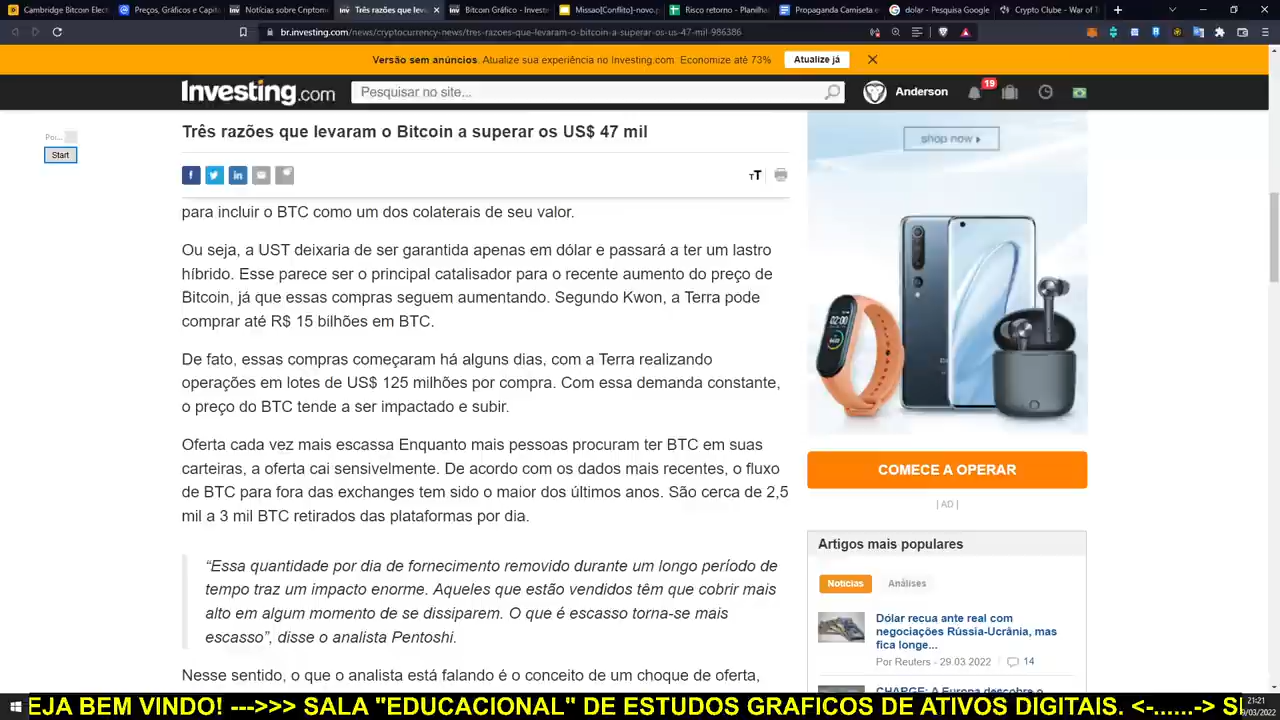 Cambridge Bitcoin Elect
Preços, Gráficos e Capita
Notícias sobre Criptom
Três razões que leva
Bitcoin Gráfico - Investi
Missao[Conflito]-novo.p
Risco retorno - Planilha
Propaganda Camiseta e
dolar - Pesquisa Google
Crypto Clube - War of T
br.investing.com/news/cryptocurrency-news/tres-razoes-que-levaram-o-bitcoin-a-superar-os-us-47-mil-986386
Versão sem anúncios. Atualize sua experiência no Investing.com Economize até 73%
Atualize já
Investing.com
Pesquisar no site...
Anderson
19
Start
Três razões que levaram o Bitcoin a superar os US$ 47 mil
TT
para incluir o BTC como um dos colaterais de seu valor.
Ou seja, a UST deixaria de ser garantida apenas em dólar e passará a ter um lastro
híbrido. Esse parece ser o principal catalisador para o recente aumento do preço de
Bitcoin, já que essas compras seguem aumentando. Segundo Kwon, a Terra pode
comprar até R$ 15 bilhões em BTC.
De fato, essas compras começaram há alguns dias, com a Terra realizando
operações em lotes de US$ 125 milhões por compra. Com essa demanda constante,
o preço do BTC tende a ser impactado e subir.
Oferta cada vez mais escassa Enquanto mais pessoas procuram ter BTC em suas
carteiras, a oferta cai sensivelmente. De acordo com os dados mais recentes, o fluxo
de BTC para fora das exchanges tem sido o maior dos últimos anos. São cerca de 2,5
mil a 3 mil BTC retirados das plataformas por dia.
“Essa quantidade por dia de fornecimento removido durante um longo período de
tempo traz um impacto enorme. Aqueles que estão vendidos têm que cobrir mais
alto em algum momento de se dissiparem. O que é escasso torna-se mais
escasso”, disse o analista Pentoshi.
Nesse sentido, o que o analista está falando é o conceito de um choque de oferta,
shop now
02:00
COMECE A OPERAR
| AD |
Artigos mais populares
Notícias
Análises
Dólar recua ante real com
negociações Rússia-Ucrânia, mas
fica longe...
Por Reuters - 29.03 2022
14
CHARGE: A Europa descobre o
EJA BEM VINDO! --->>> SALA "EDUCACIONAL" DE ESTUDOS GRAFICOS DE ATIVOS DIGITAIS. <-......->
21:21
9/03/2022